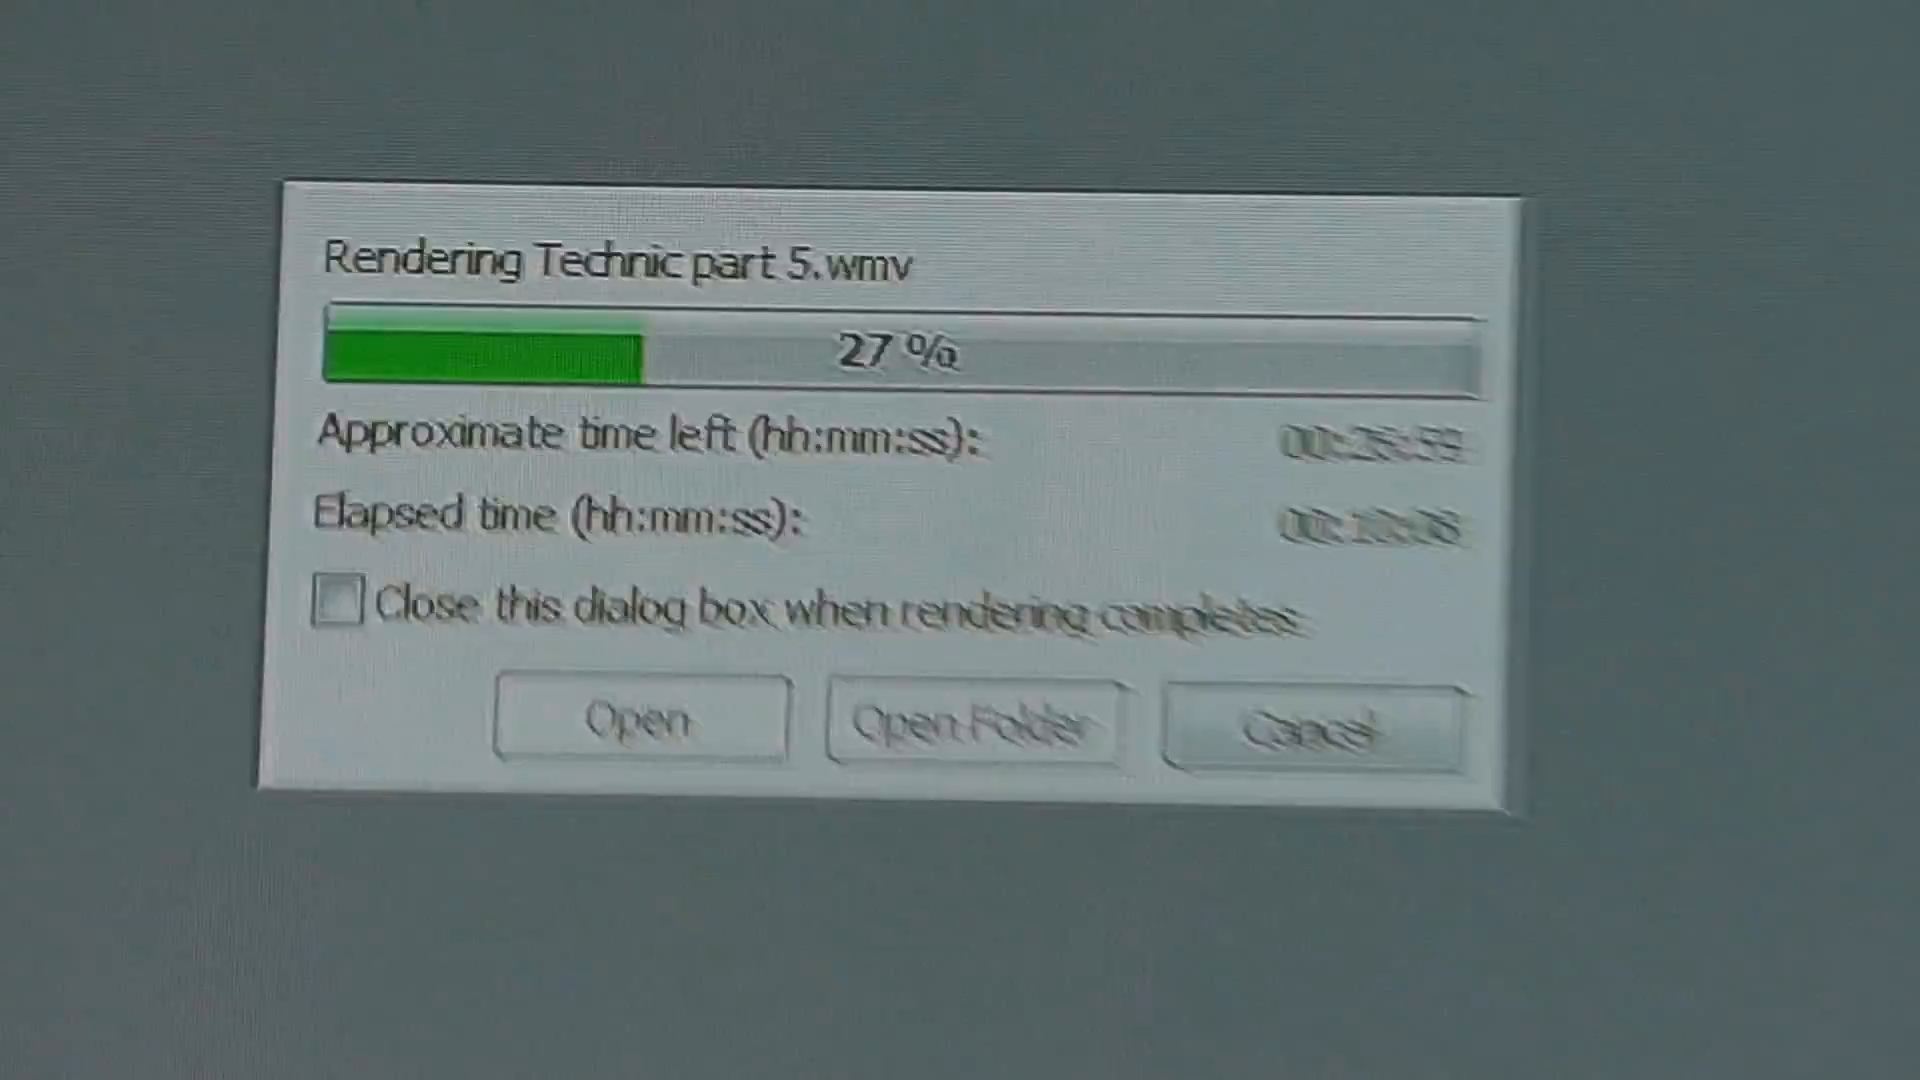 Rendering Technic part 5.wmv
27 %
Approximate time left (hh:mm:ss):
Elapsed time (hh:mm:ss):
Close this dialog box when rendering completes
Open
Open Folder
Cancel